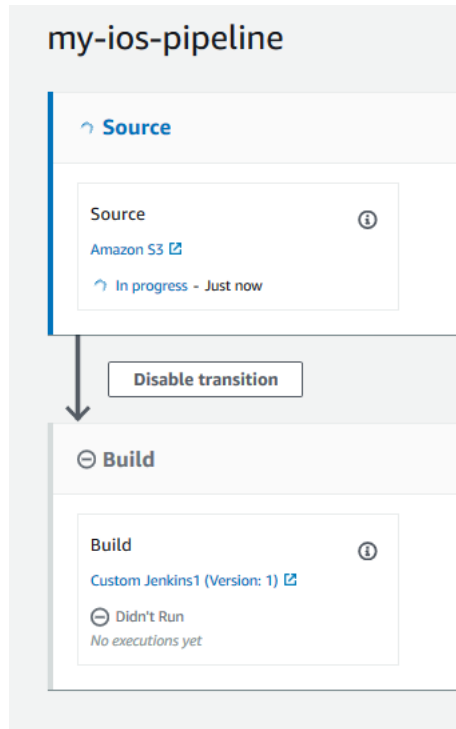 my-ios-pipeline
Source
Source
Amazon S3
In progress - Just now
Disable transition
Build
Build
Custom Jenkins1 (Version: 1)
Didn't Run
No executions yet